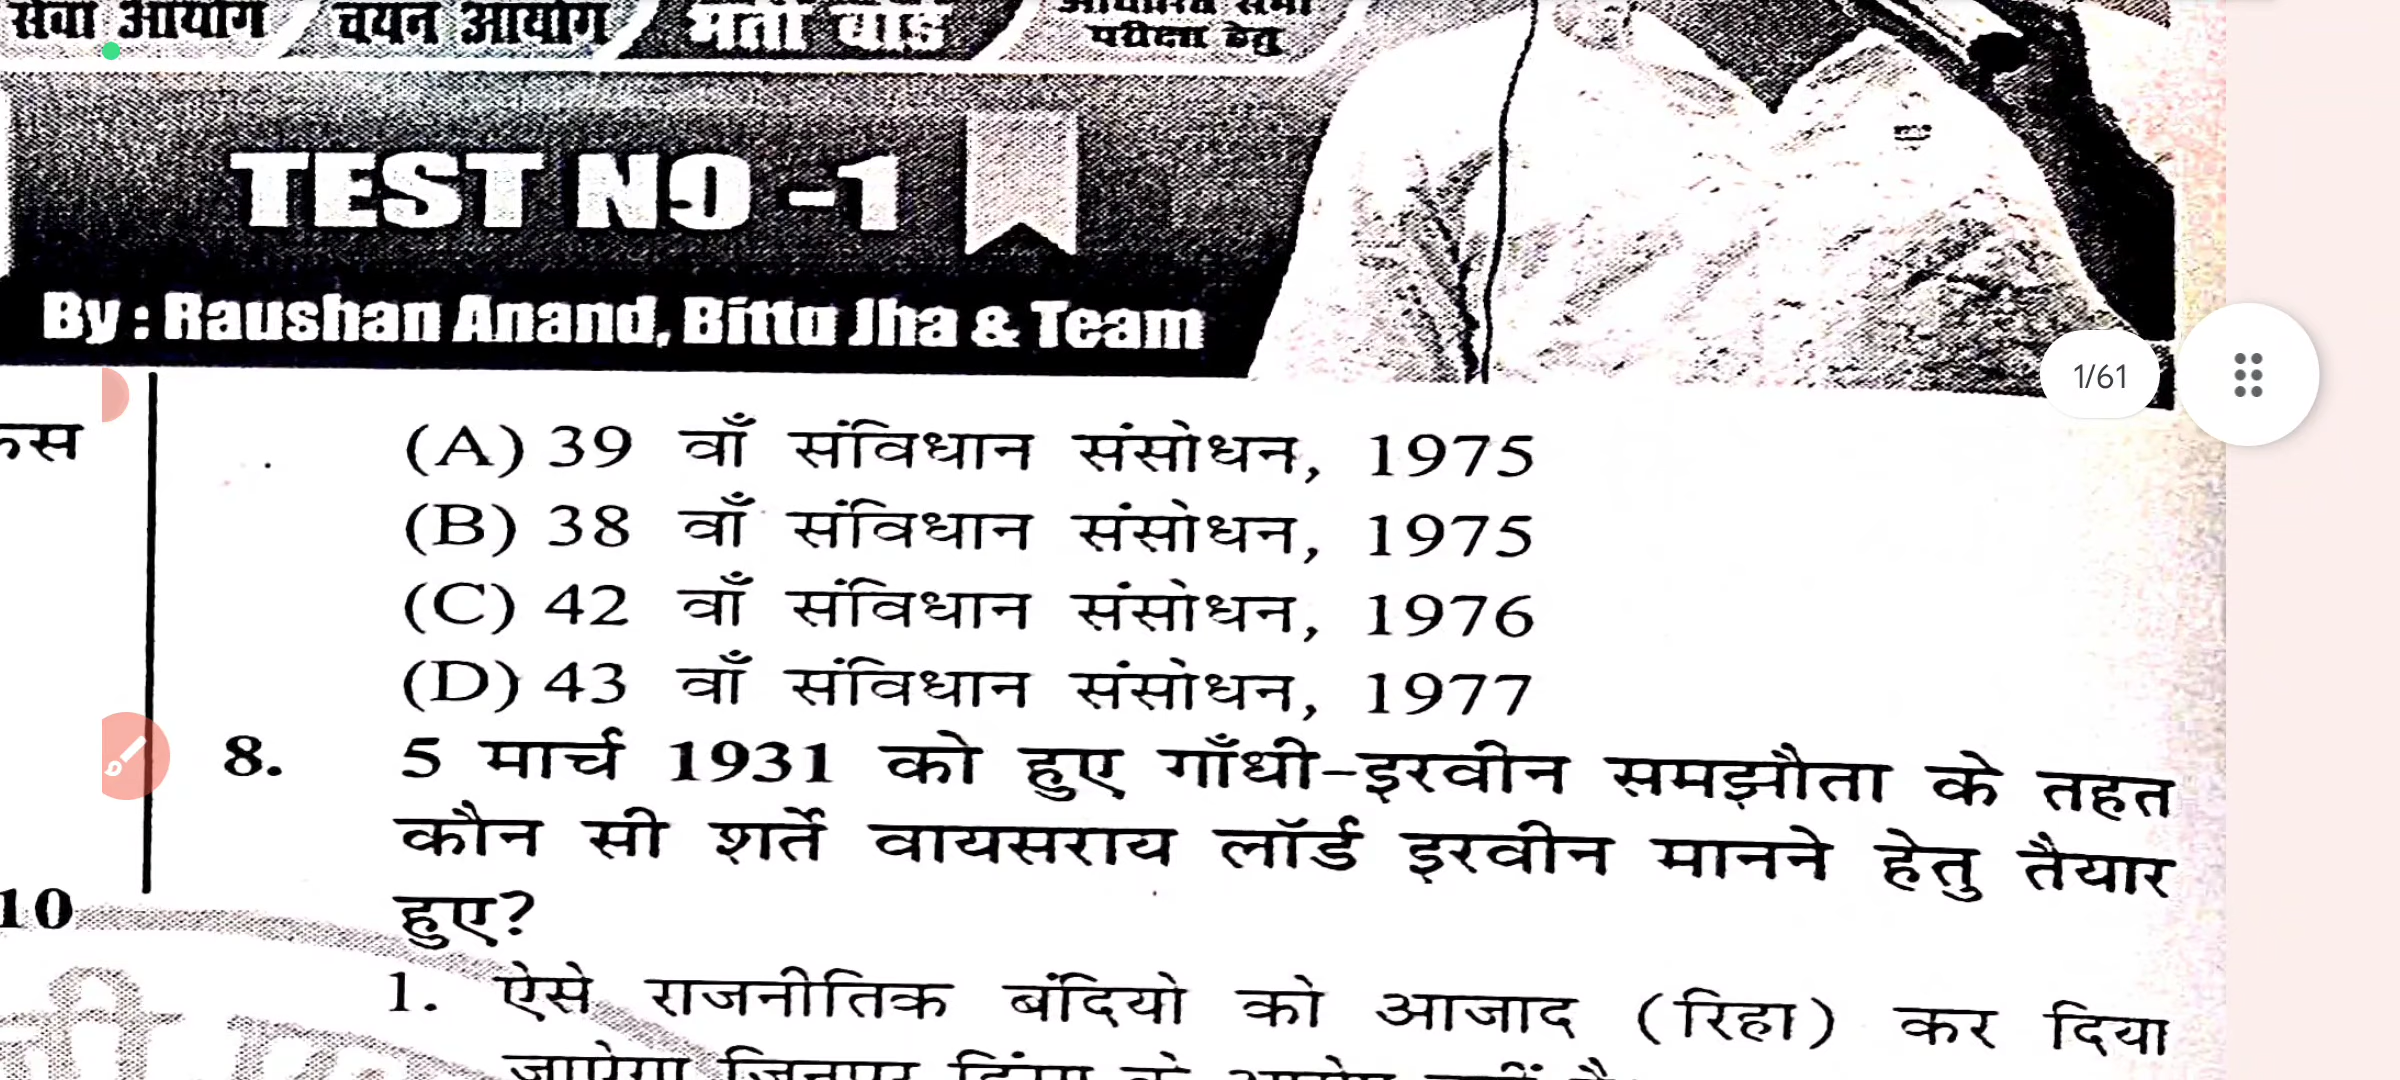 सेवा आयोग चयन आयोग भर्ती बोर्ड
परीक्षा हेतु
TEST NO -1
By : Raushan Anand, Bittu Jha & Team
1/61
(A) 39 वाँ संविधान संसोधन, 1975
(B) 38 वाँ संविधान संसोधन, 1975
(C) 42 वाँ संविधान संसोधन, 1976
(D) 43 वाँ संविधान संसोधन, 1977
8. 5 मार्च 1931 को हुए गाँधी-इरवीन समझौता के तहत
कौन सी शर्ते वायसराय लॉर्ड इरवीन मानने हेतु तैयार
हुए?
10
1. ऐसे राजनीतिक बंदियो को आजाद (रिहा) कर दिया